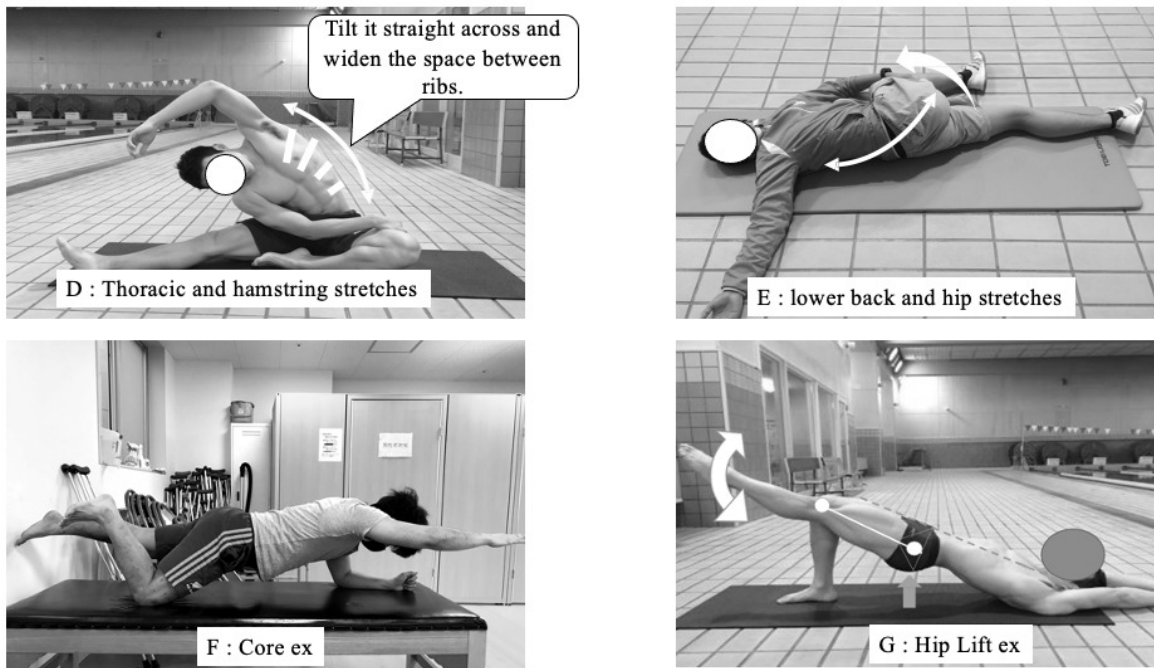 Tilt it straight across and
widen the space between
ribs.
D : Thoracic and hamstring stretches
E : lower back and hip stretches
F : Core ex
G : Hip Lift ex